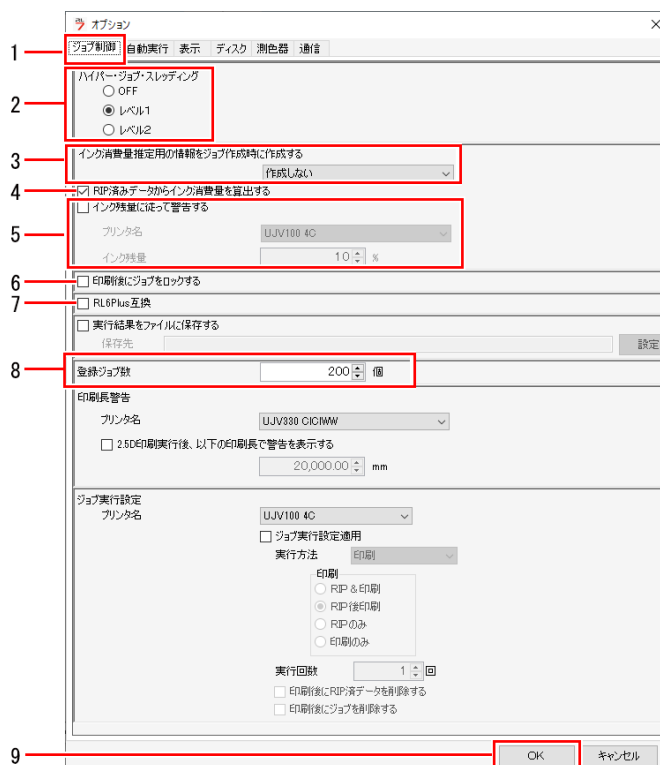 オプション
1
ジョブ制御 自動実行 表示 ディスク 測色器 通信
ハイパー・ジョブ・スレッディング
OFF
2
レベル1
レベル2
インク消費量推定用の情報をジョブ作成時に作成する
3
作成しない
4
RIP済みデータからインク消費量を算出する
インク残量に従って警告する
5
プリンタ名 UJV100 4C
インク残量 10 %
6
印刷後にジョブをロックする
7
RL6Plus互換
実行結果をファイルに保存する
保存先 設定
8
登録ジョブ数 200 個
印刷長警告
プリンタ名 UJV330 ClClWW
2.5D印刷実行後、以下の印刷長で警告を表示する
20,000.00 mm
ジョブ実行設定
プリンタ名 UJV100 4C
ジョブ実行設定適用
実行方法 印刷
印刷
RIP & 印刷
RIP後印刷
RIPのみ
印刷のみ
実行回数 1 回
印刷後にRIP済データを削除する
印刷後にジョブを削除する
9
OK キャンセル